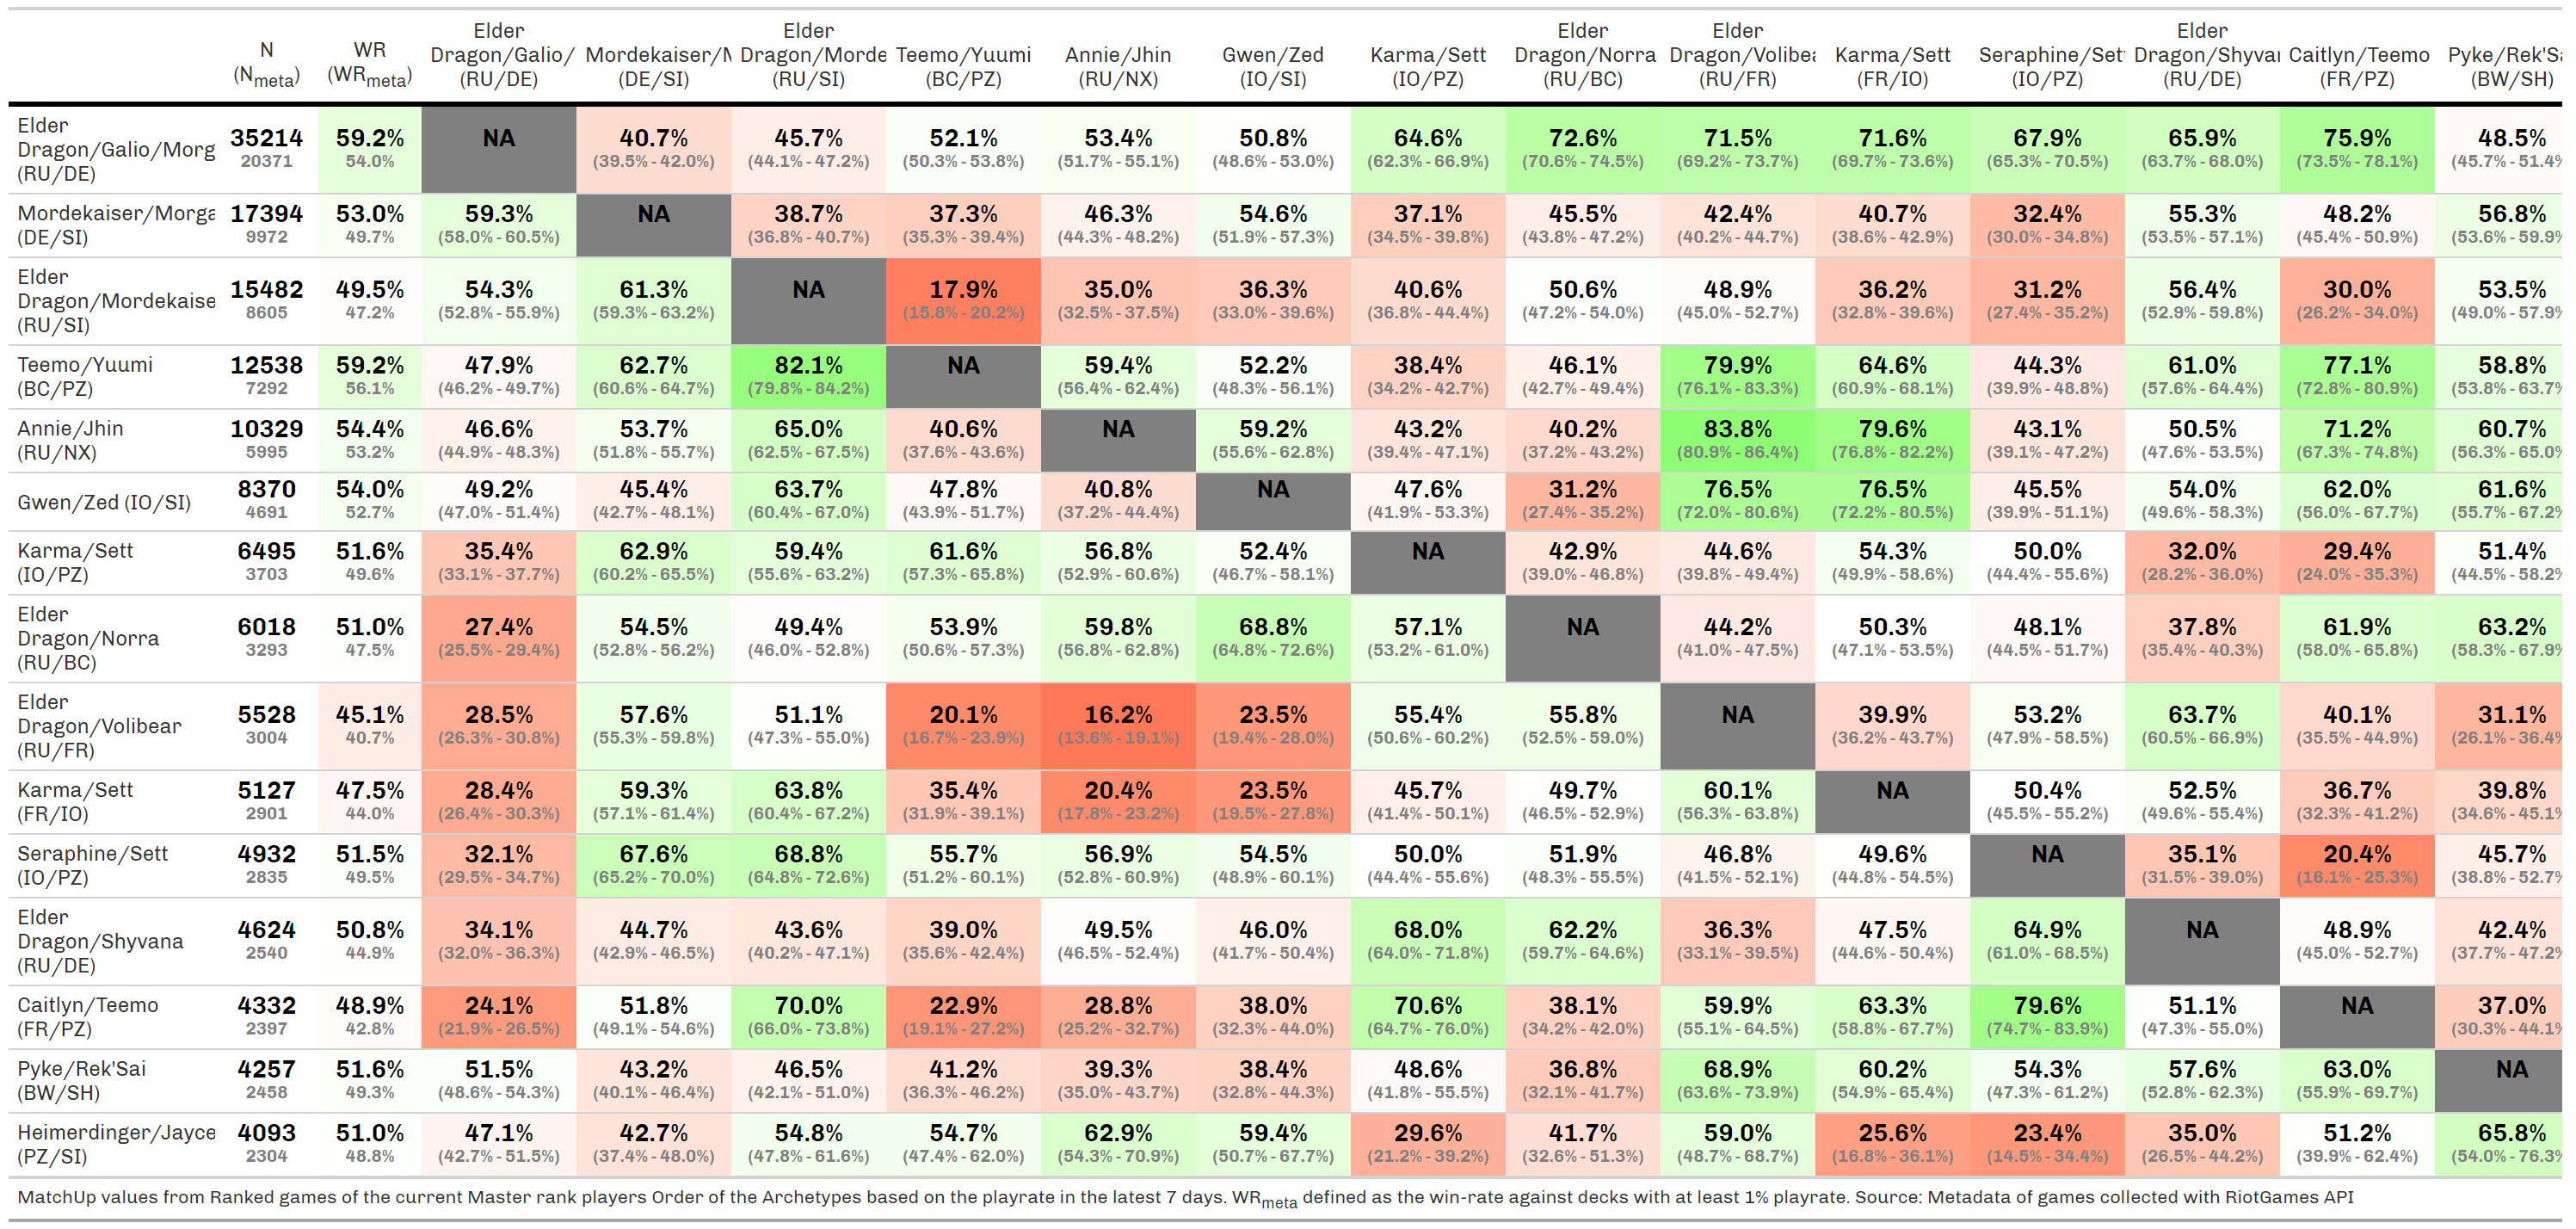 N (Nmeta) WR (WRmeta) Elder Dragon/Galio/ (RU/DE) Mordekaiser/M (DE/SI) Elder Dragon/Morde (RU/SI) Teemo/Yuumi (BC/PZ) Annie/Jhin (RU/NX) Gwen/Zed (IO/SI) Karma/Sett (IO/PZ) Elder Dragon/Norra (RU/BC) Elder Dragon/Volibea (RU/FR) Karma/Sett (FR/IO) Seraphine/Sett (IO/PZ) Elder Dragon/Shyvar (RU/DE) Caitlyn/Teemo (FR/PZ) Pyke/Rek'Sa (BW/SH)
Elder Dragon/Galio/Morg (RU/DE) 35214 59.2% NA 40.7% 45.7% 52.1% 53.4% 50.8% 64.6% 72.6% 71.5% 71.6% 67.9% 65.9% 75.9% 48.5%
20371 54.0% (39.5% - 42.0%) (44.1% - 47.2%) (50.3% - 53.8%) (51.7% - 55.1%) (48.6% - 53.0%) (62.3% - 66.9%) (70.6% - 74.5%) (69.2% - 73.7%) (69.7% - 73.6%) (65.3% - 70.5%) (63.7% - 68.0%) (73.5% - 78.1%) (45.7% - 51.4%
Mordekaiser/Morga (DE/SI) 17394 53.0% 59.3% NA 38.7% 37.3% 46.3% 54.6% 37.1% 45.5% 42.4% 40.7% 32.4% 55.3% 48.2% 56.8%
9972 49.7% (58.0% - 60.5%) (36.8% - 40.7%) (35.3% - 39.4%) (44.3% - 48.2%) (51.9% - 57.3%) (34.5% - 39.8%) (43.8% - 47.2%) (40.2% - 44.7%) (38.6% - 42.9%) (30.0% - 34.8%) (53.5% - 57.1%) (45.4% - 50.9%) (53.6% - 59.9%
Elder Dragon/Mordekaise (RU/SI) 15482 49.5% 54.3% 61.3% NA 17.9% 35.0% 36.3% 40.6% 50.6% 48.9% 36.2% 31.2% 56.4% 30.0% 53.5%
8605 47.2% (52.8% - 55.9%) (59.3% - 63.2%) (15.8% - 20.2%) (32.5% - 37.5%) (33.0% - 39.6%) (36.8% - 44.4%) (47.2% - 54.0%) (45.0% - 52.7%) (32.8% - 39.6%) (27.4% - 35.2%) (52.9% - 59.8%) (26.2% - 34.0%) (49.0% - 57.9%
Teemo/Yuumi (BC/PZ) 12538 59.2% 47.9% 62.7% 82.1% NA 59.4% 52.2% 38.4% 46.1% 79.9% 64.6% 44.3% 61.0% 77.1% 58.8%
7292 56.1% (46.2% - 49.7%) (60.6% - 64.7%) (79.8% - 84.2%) (56.4% - 62.4%) (48.3% - 56.1%) (34.2% - 42.7%) (42.7% - 49.4%) (76.1% - 83.3%) (60.9% - 68.1%) (39.9% - 48.8%) (57.6% - 64.4%) (72.8% - 80.9%) (53.8% - 63.7%
Annie/Jhin (RU/NX) 10329 54.4% 46.6% 53.7% 65.0% 40.6% NA 59.2% 43.2% 40.2% 83.8% 79.6% 43.1% 50.5% 71.2% 60.7%
5995 53.2% (44.9% - 48.3%) (51.8% - 55.7%) (62.5% - 67.5%) (37.6% - 43.6%) (55.6% - 62.8%) (39.4% - 47.1%) (37.2% - 43.2%) (80.9% - 86.4%) (76.8% - 82.2%) (39.1% - 47.2%) (47.6% - 53.5%) (67.3% - 74.8%) (56.3% - 65.0%
Gwen/Zed (IO/SI) 8370 54.0% 49.2% 45.4% 63.7% 47.8% 40.8% NA 47.6% 31.2% 76.5% 76.5% 45.5% 54.0% 62.0% 61.6%
4691 52.7% (47.0% - 51.4%) (42.7% - 48.1%) (60.4% - 67.0%) (43.9% - 51.7%) (37.2% - 44.4%) (41.9% - 53.3%) (27.4% - 35.2%) (72.0% - 80.6%) (72.2% - 80.5%) (39.9% - 51.1%) (49.6% - 58.3%) (56.0% - 67.7%) (55.7% - 67.2%
Karma/Sett (IO/PZ) 6495 51.6% 35.4% 62.9% 59.4% 61.6% 56.8% 52.4% NA 42.9% 44.6% 54.3% 50.0% 32.0% 29.4% 51.4%
3703 49.6% (33.1% - 37.7%) (60.2% - 65.5%) (55.6% - 63.2%) (57.3% - 65.8%) (52.9% - 60.6%) (46.7% - 58.1%) (39.0% - 46.8%) (39.8% - 49.4%) (49.9% - 58.6%) (44.4% - 55.6%) (28.2% - 36.0%) (24.0% - 35.3%) (44.5% - 58.2%
Elder Dragon/Norra (RU/BC) 6018 51.0% 27.4% 54.5% 49.4% 53.9% 59.8% 68.8% 57.1% NA 44.2% 50.3% 48.1% 37.8% 61.9% 63.2%
3293 47.5% (25.5% - 29.4%) (52.8% - 56.2%) (46.0% - 52.8%) (50.6% - 57.3%) (56.8% - 62.8%) (64.8% - 72.6%) (53.2% - 61.0%) (41.0% - 47.5%) (47.1% - 53.5%) (44.5% - 51.7%) (35.4% - 40.3%) (58.0% - 65.8%) (58.3% - 67.9%
Elder Dragon/Volibear (RU/FR) 5528 45.1% 28.5% 57.6% 51.1% 20.1% 16.2% 23.5% 55.4% 55.8% NA 39.9% 53.2% 63.7% 40.1% 31.1%
3004 40.7% (26.3% - 30.8%) (55.3% - 59.8%) (47.3% - 55.0%) (16.7% - 23.9%) (13.6% - 19.1%) (19.4% - 28.0%) (50.6% - 60.2%) (52.5% - 59.0%) (36.2% - 43.7%) (47.9% - 58.5%) (60.5% - 66.9%) (35.5% - 44.9%) (26.1% - 36.4%
Karma/Sett (FR/IO) 5127 47.5% 28.4% 59.3% 63.8% 35.4% 20.4% 23.5% 45.7% 49.7% 60.1% NA 50.4% 52.5% 36.7% 39.8%
2901 44.0% (26.4% - 30.3%) (57.1% - 61.4%) (60.4% - 67.2%) (31.9% - 39.1%) (17.8% - 23.2%) (19.5% - 27.8%) (41.4% - 50.1%) (46.5% - 52.9%) (56.3% - 63.8%) (45.5% - 55.2%) (49.6% - 55.4%) (32.3% - 41.2%) (34.6% - 45.1%
Seraphine/Sett (IO/PZ) 4932 51.5% 32.1% 67.6% 68.8% 55.7% 56.9% 54.5% 50.0% 51.9% 46.8% 49.6% NA 35.1% 20.4% 45.7%
2835 49.5% (29.5% - 34.7%) (65.2% - 70.0%) (64.8% - 72.6%) (51.2% - 60.1%) (52.8% - 60.9%) (48.9% - 60.1%) (44.4% - 55.6%) (48.3% - 55.5%) (41.5% - 52.1%) (44.8% - 54.5%) (31.5% - 39.0%) (16.1% - 25.3%) (38.8% - 52.7%
Elder Dragon/Shyvana (RU/DE) 4624 50.8% 34.1% 44.7% 43.6% 39.0% 49.5% 46.0% 68.0% 62.2% 36.3% 47.5% 64.9% NA 48.9% 42.4%
2540 44.9% (32.0% - 36.3%) (42.9% - 46.5%) (40.2% - 47.1%) (35.6% - 42.4%) (46.5% - 52.4%) (41.7% - 50.4%) (64.0% - 71.8%) (59.7% - 64.6%) (33.1% - 39.5%) (44.6% - 50.4%) (61.0% - 68.5%) (45.0% - 52.7%) (37.7% - 47.2%
Caitlyn/Teemo (FR/PZ) 4332 48.9% 24.1% 51.8% 70.0% 22.9% 28.8% 38.0% 70.6% 38.1% 59.9% 63.3% 79.6% 51.1% NA 37.0%
2397 42.8% (21.9% - 26.5%) (49.1% - 54.6%) (66.0% - 73.8%) (19.1% - 27.2%) (25.2% - 32.7%) (32.3% - 44.0%) (64.7% - 76.0%) (34.2% - 42.0%) (55.1% - 64.5%) (58.8% - 67.7%) (74.7% - 83.9%) (47.3% - 55.0%) (30.3% - 44.1%
Pyke/Rek'Sai (BW/SH) 4257 51.6% 51.5% 43.2% 46.5% 41.2% 39.3% 38.4% 48.6% 36.8% 68.9% 60.2% 54.3% 57.6% 63.0% NA
2458 49.3% (48.6% - 54.3%) (40.1% - 46.4%) (42.1% - 51.0%) (36.3% - 46.2%) (35.0% - 43.7%) (32.8% - 44.3%) (41.8% - 55.5%) (32.1% - 41.7%) (63.6% - 73.9%) (54.9% - 65.4%) (47.3% - 61.2%) (52.8% - 62.3%) (55.9% - 69.7%)
Heimerdinger/Jayce (PZ/SI) 4093 51.0% 47.1% 42.7% 54.8% 54.7% 62.9% 59.4% 29.6% 41.7% 59.0% 25.6% 23.4% 35.0% 51.2% 65.8%
2304 48.8% (42.7% - 51.5%) (37.4% - 48.0%) (47.8% - 61.6%) (47.4% - 62.0%) (54.3% - 70.9%) (50.7% - 67.7%) (21.2% - 39.2%) (32.6% - 51.3%) (48.7% - 68.7%) (16.8% - 36.1%) (14.5% - 34.4%) (26.5% - 44.2%) (39.9% - 62.4%) (54.0% - 76.3%
MatchUp values from Ranked games of the current Master rank players Order of the Archetypes based on the playrate in the latest 7 days. WRmeta defined as the win-rate against decks with at least 1% playrate. Source: Metadata of games collected with RiotGames API